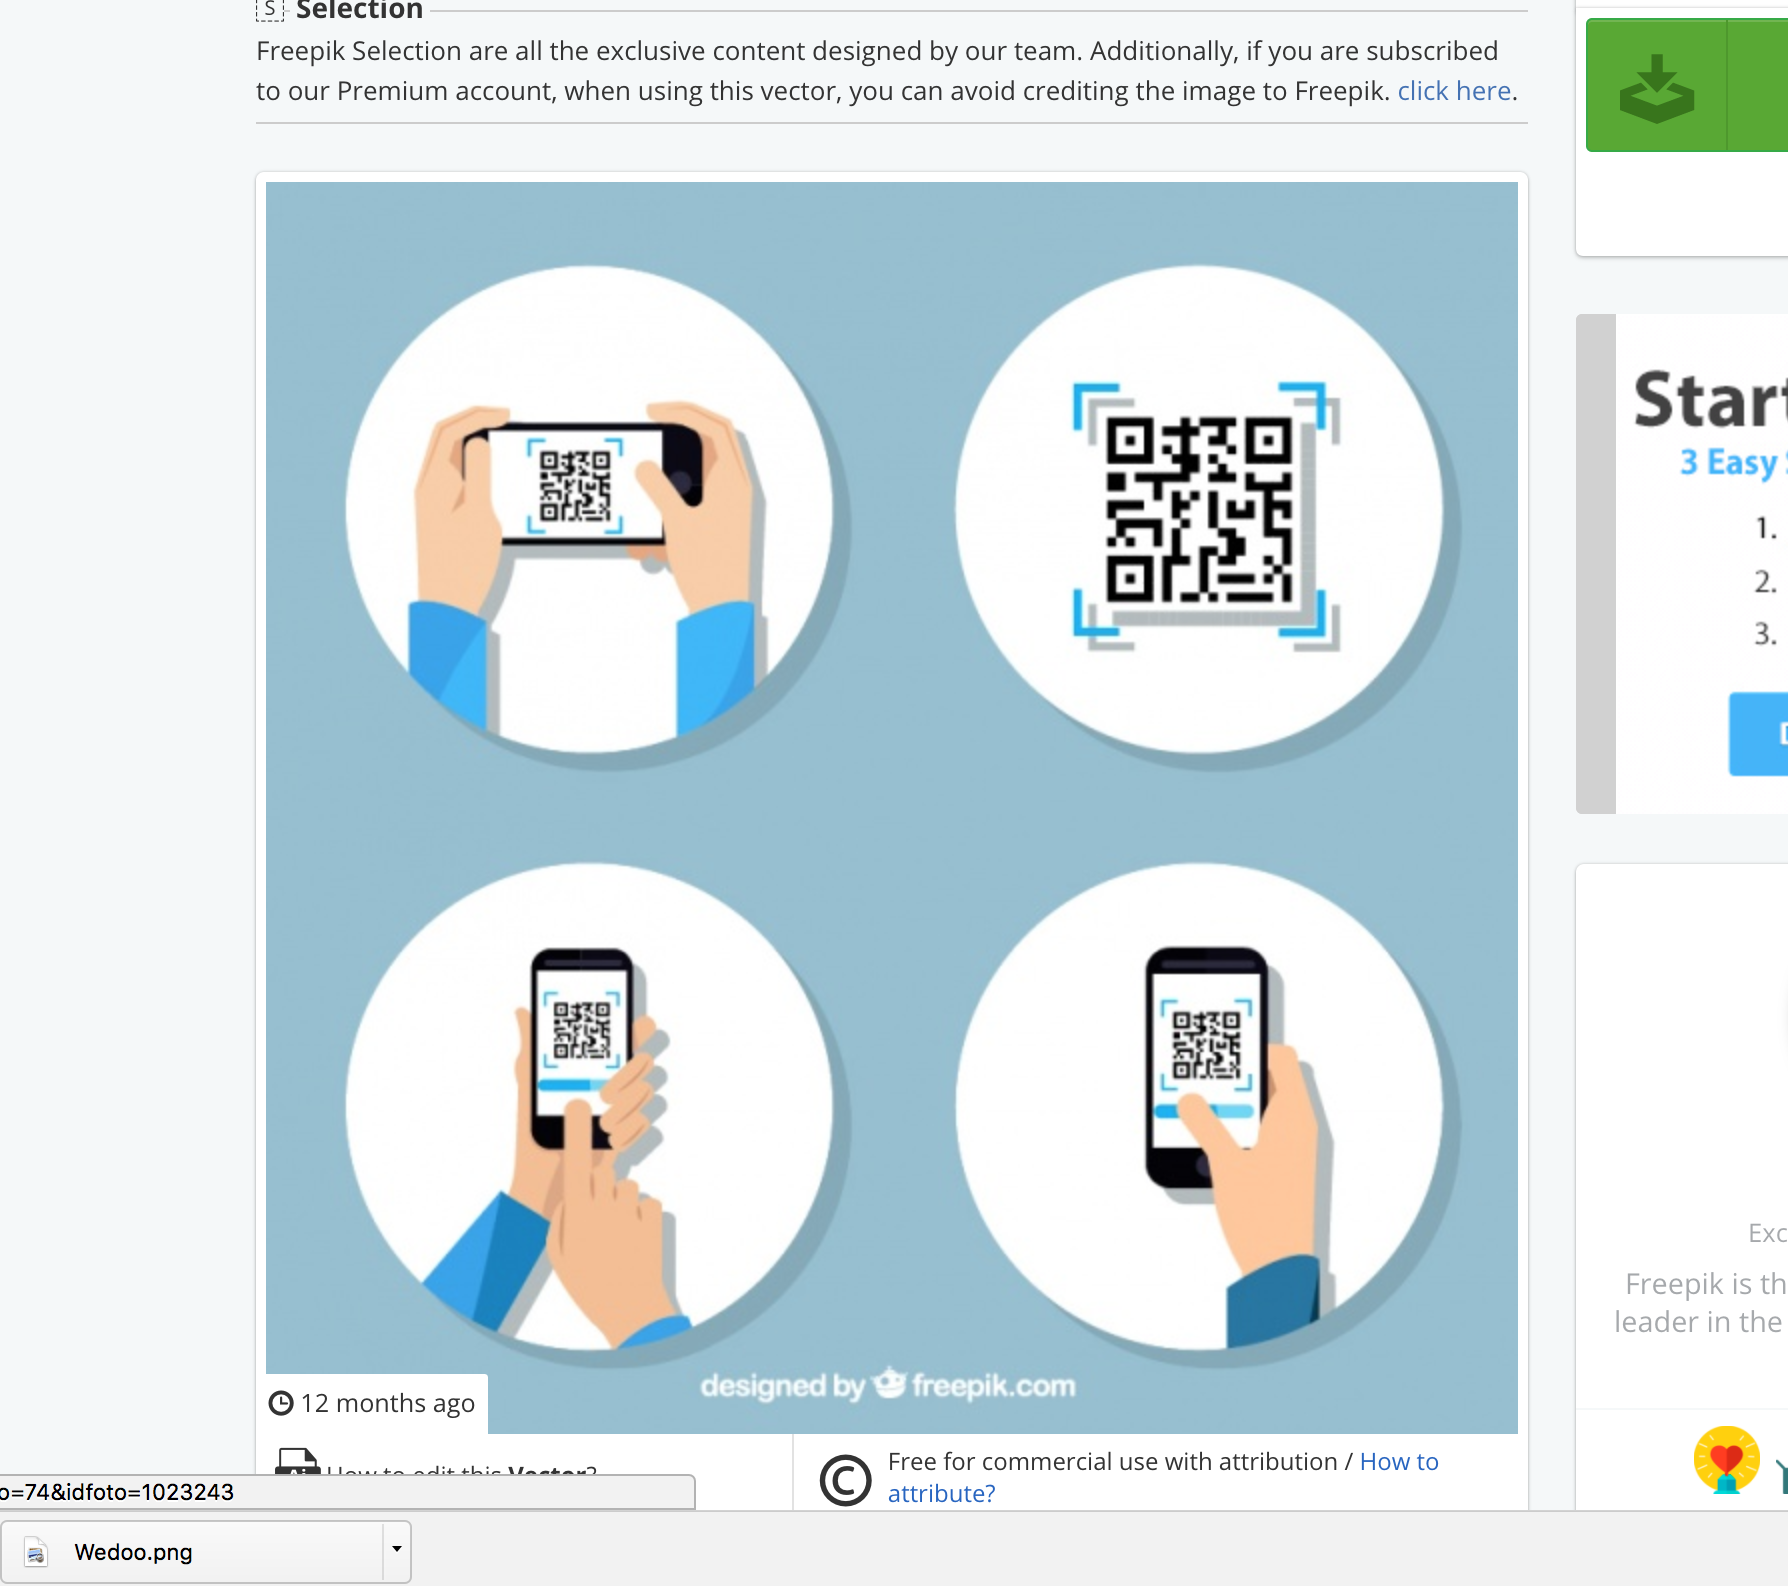 S Selection
Freepik Selection are all the exclusive content designed by our team. Additionally, if you are subscribed
to our Premium account, when using this vector, you can avoid crediting the image to Freepik. click here.
designed by freepik.com
12 months ago
How to edit this Vector?
Free for commercial use with attribution / How to
attribute?
3 Easy
1.
2.
3.
Freepik is
leader in the
o=74&idfoto=1023243
Wedoo.png